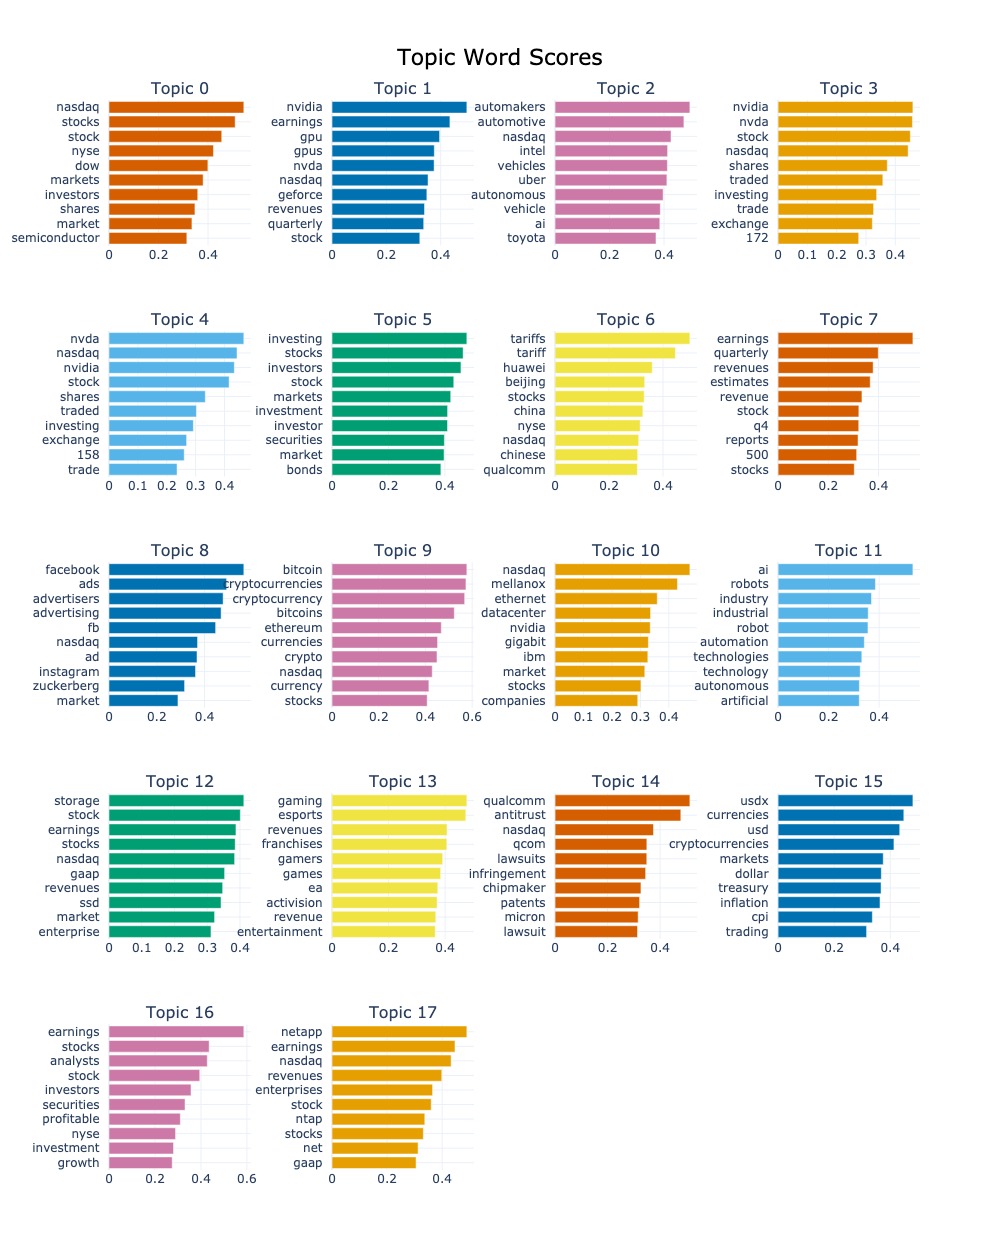 Topic Word Scores
Topic 0
nasdaq
stocks
stock
nyse
dow
markets
investors
shares
market
semiconductor
0 0.2 0.4
Topic 1
nvidia
earnings
gpu
gpus
nvda
nasdaq
geforce
revenues
quarterly
stock
0 0.2 0.4
Topic 2
automakers
automotive
nasdaq
intel
vehicles
uber
autonomous
vehicle
ai
toyota
0 0.2 0.4
Topic 3
nvidia
nvda
stock
nasdaq
shares
traded
investing
trade
exchange
172
0 0.1 0.2 0.3 0.4
Topic 4
nvda
nasdaq
nvidia
stock
shares
traded
investing
exchange
158
trade
0 0.1 0.2 0.3 0.4
Topic 5
investing
stocks
investors
stock
markets
investment
investor
securities
market
bonds
0 0.2 0.4
Topic 6
tariffs
tariff
huawei
beijing
stocks
china
nyse
nasdaq
chinese
qualcomm
0 0.2 0.4
Topic 7
earnings
quarterly
revenues
estimates
revenue
stock
q4
reports
500
stocks
0 0.2 0.4
Topic 8
facebook
ads
advertisers
advertising
fb
nasdaq
ad
instagram
zuckerberg
market
0 0.2 0.4
Topic 9
bitcoin
cryptocurrencies
cryptocurrency
bitcoins
ethereum
currencies
crypto
nasdaq
currency
stocks
0 0.2 0.4 0.6
Topic 10
nasdaq
mellanox
ethernet
datacenter
nvidia
gigabit
ibm
market
stocks
companies
0 0.1 0.2 0.3 0.4
Topic 11
ai
robots
industry
industrial
robot
automation
technologies
technology
autonomous
artificial
0 0.2 0.4
Topic 12
storage
stock
earnings
stocks
nasdaq
gaap
revenues
ssd
market
enterprise
0 0.1 0.2 0.3 0.4
Topic 13
gaming
esports
revenues
franchises
gamers
games
ea
activision
revenue
entertainment
0 0.2 0.4
Topic 14
qualcomm
antitrust
nasdaq
qcom
lawsuits
infringement
chipmaker
patents
micron
lawsuit
0 0.2 0.4
Topic 15
usdx
currencies
usd
cryptocurrencies
markets
dollar
treasury
inflation
cpi
trading
0 0.2 0.4
Topic 16
earnings
stocks
analysts
stock
investors
securities
profitable
nyse
investment
growth
0 0.2 0.4 0.6
Topic 17
netapp
earnings
nasdaq
revenues
enterprises
stock
ntap
stocks
net
gaap
0 0.2 0.4